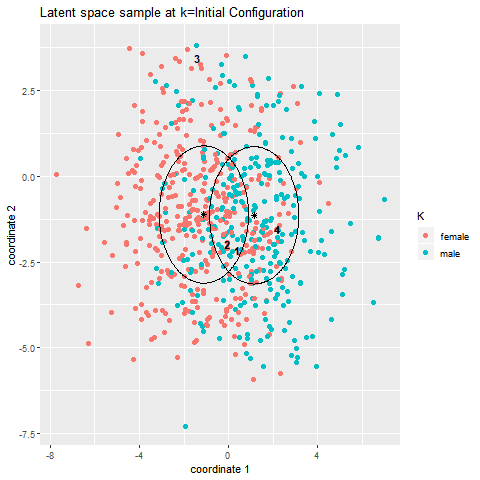 Latent space sample at k=Initial Configuration
3
2.5
0.0
-2.5
-5.0
-7.5
coordinate 2
2
1
4
-8
-4
0
4
coordinate 1
K
female
male